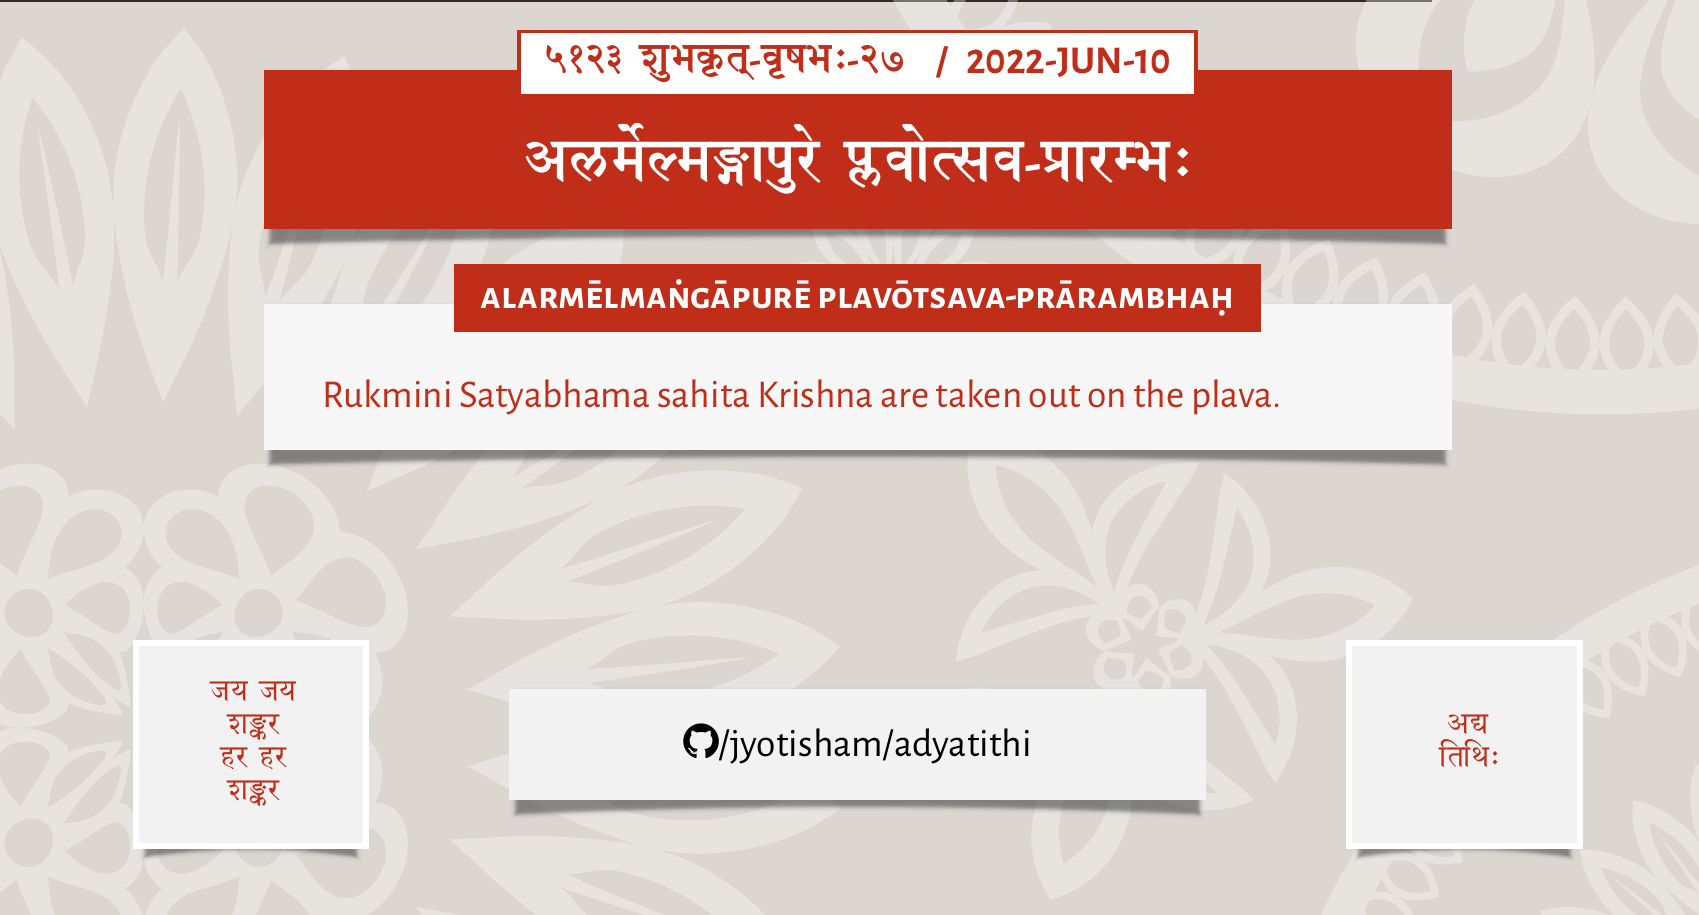 ५१२३ शुभकृत्-वृषभः-२७ / 2022-JUN-10
अलर्मेल्मङ्गापुरे प्लवोत्सव-प्रारम्भः
ALARMĒLMAṄGĀPURĒ PLAVŌTSAVA-PRĀRAMBHAḤ
Rukmini Satyabhama sahita Krishna are taken out on the plava.
जय जय
शङ्कर
हर हर
शङ्कर
/jyotisham/adyatithi
अद्य
तिथिः